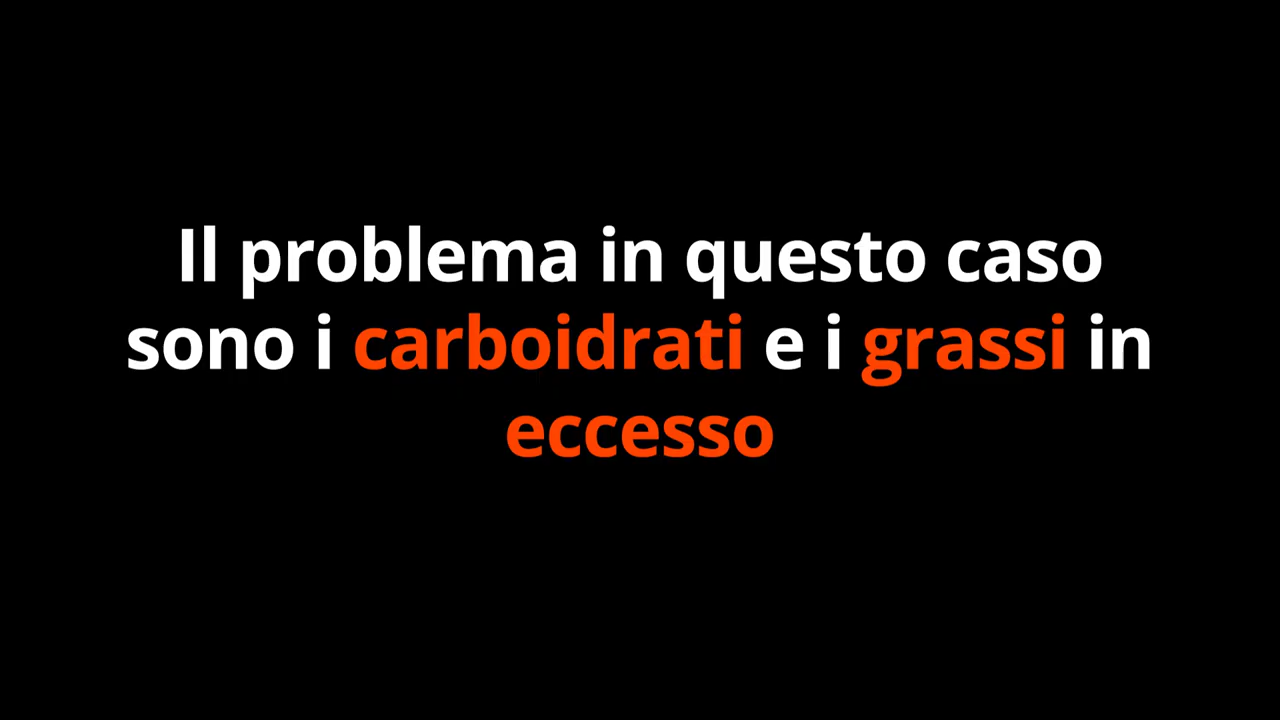 Il problema in questo caso
sono i carboidrati e i grassi in
eccesso